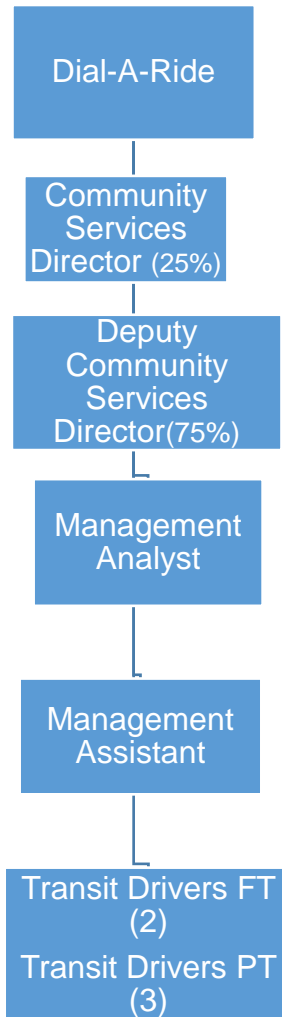 Dial-A-Ride
Community
Services
Director (25%)
Deputy
Community
Services
Director(75%)
Management
Analyst
Management
Assistant
Transit Drivers FT
(2)
Transit Drivers PT
(3)